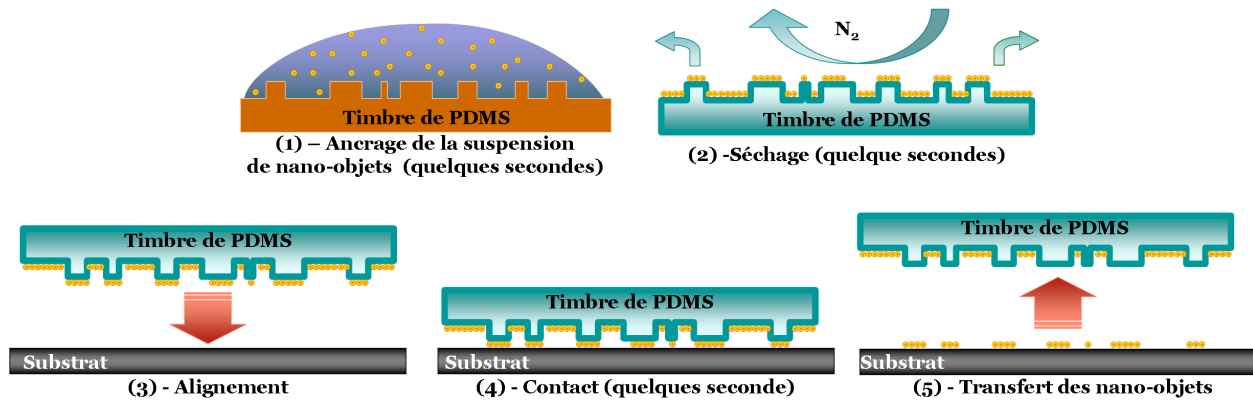 Timbre de PDMS
(1) – Ancrage de la suspension
de nano-objets (quelques secondes)
N2
Timbre de PDMS
(2) -Séchage (quelque secondes)
Timbre de PDMS
Substrat
(3) - Alignement
Timbre de PDMS
Substrat
(4) - Contact (quelques seconde)
Timbre de PDMS
Substrat
(5) - Transfert des nano-objets